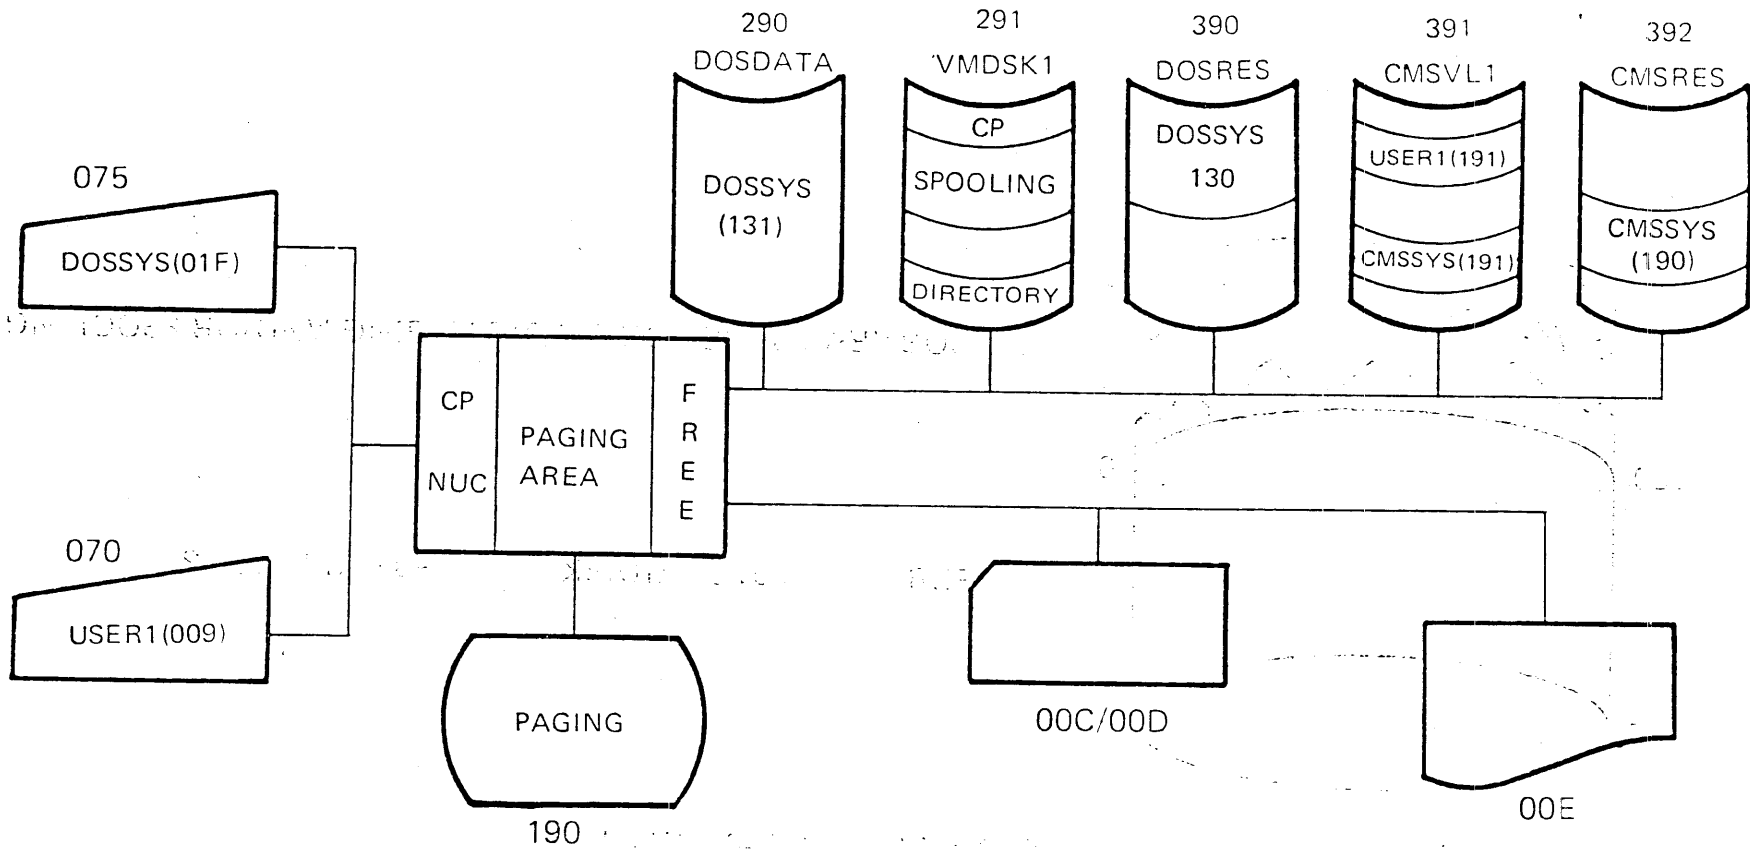 290
DOSDATA
DOSSYS
(131)
291
VMDSK1
CP
SPOOLING
DIRECTORY
390
DOSRES
DOSSYS
130
391
CMSVL1
USER1(191)
CMSSYS(191)
392
CMSRES
CMSSYS
(190)
075
DOSSYS(01F)
070
USER1(009)
CP
NUC
PAGING
AREA
F
R
E
E
PAGING
190
00C/00D
00E